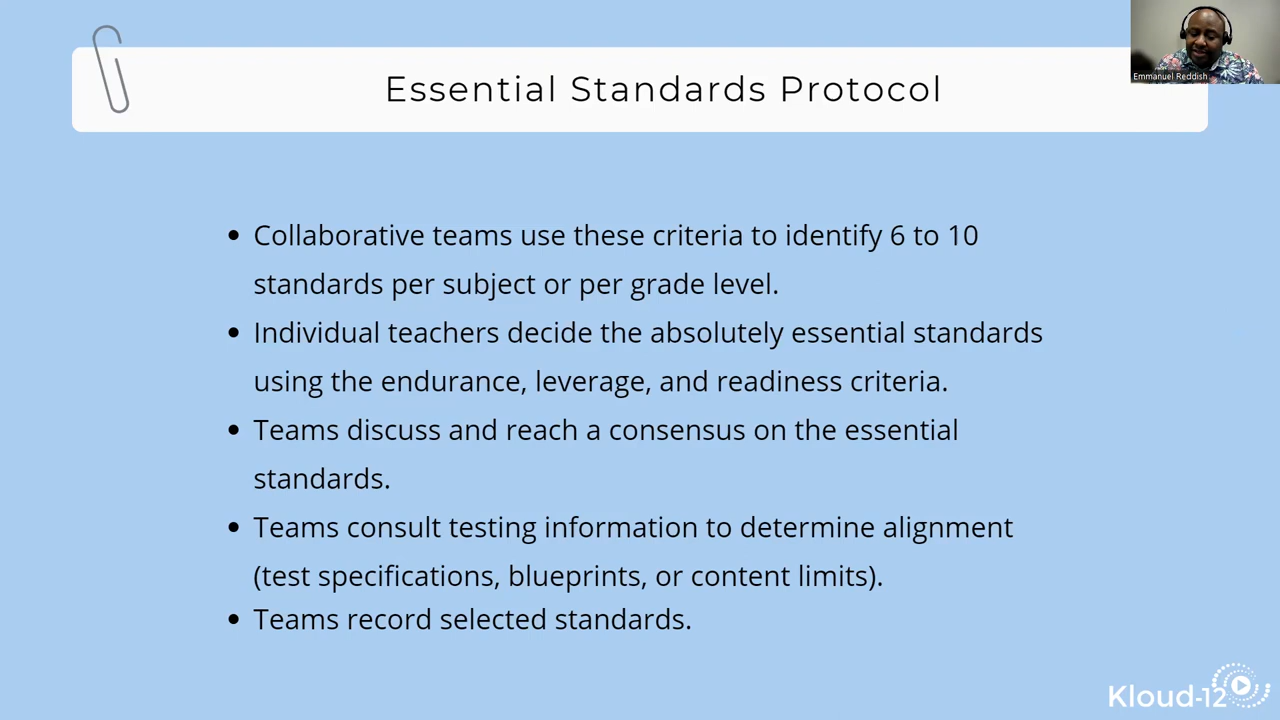 Essential Standards Protocol
Emmanuel Reddish
• Collaborative teams use these criteria to identify 6 to 10
standards per subject or per grade level.
• Individual teachers decide the absolutely essential standards
using the endurance, leverage, and readiness criteria.
• Teams discuss and reach a consensus on the essential
standards.
• Teams consult testing information to determine alignment
(test specifications, blueprints, or content limits).
• Teams record selected standards.
Kloud-12